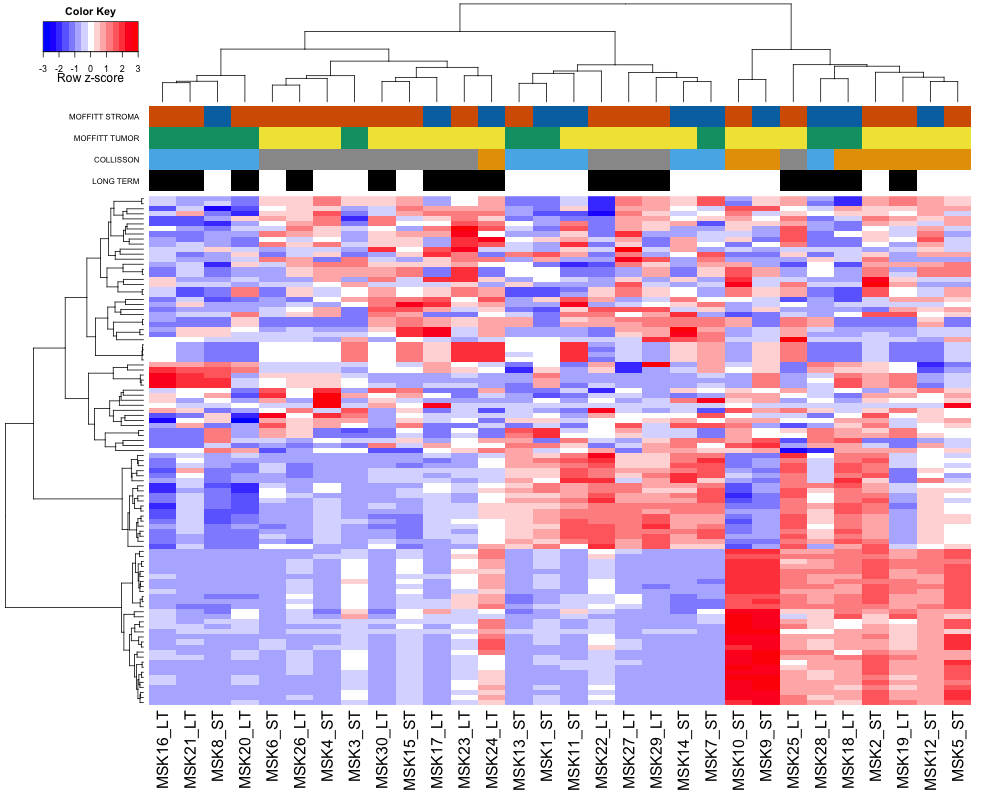 Color Key
-3 -2 -1 0 1 2 3
Row z-score
MOFFITT STROMA
MOFFITT TUMOR
COLLISSON
LONG TERM
MSK16_LT
MSK21_LT
MSK8_ST
MSK20_LT
MSK6_ST
MSK26_LT
MSK4_ST
MSK3_ST
MSK30_LT
MSK15_ST
MSK17_LT
MSK23_LT
MSK24_LT
MSK13_ST
MSK1_ST
MSK11_ST
MSK22_LT
MSK27_LT
MSK29_LT
MSK14_ST
MSK7_ST
MSK10_ST
MSK9_ST
MSK25_LT
MSK28_LT
MSK18_LT
MSK2_ST
MSK19_LT
MSK12_ST
MSK5_ST